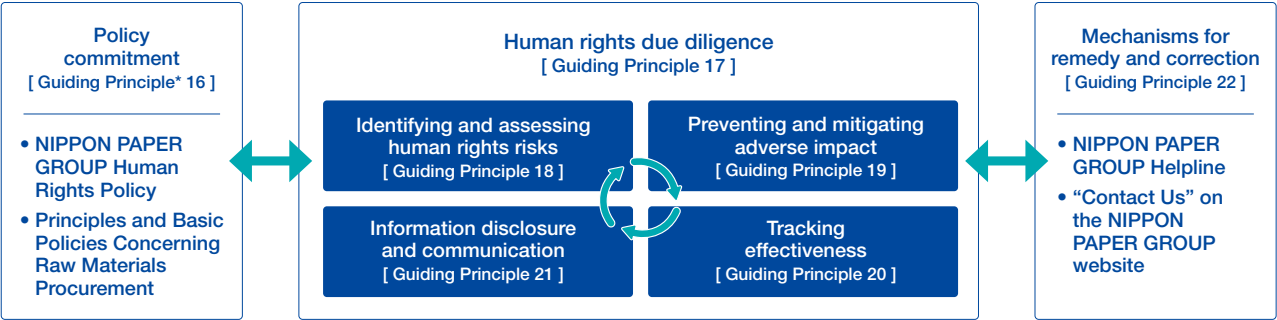 Policy
commitment
[ Guiding Principle* 16 ]
• NIPPON PAPER
GROUP Human
Rights Policy
• Principles and Basic
Policies Concerning
Raw Materials
Procurement
Human rights due diligence
[ Guiding Principle 17 ]
Identifying and assessing
human rights risks
[ Guiding Principle 18 ]
Preventing and mitigating
adverse impact
[ Guiding Principle 19 ]
Information disclosure
and communication
[ Guiding Principle 21 ]
Tracking
effectiveness
[ Guiding Principle 20 ]
Mechanisms for
remedy and correction
[ Guiding Principle 22 ]
• NIPPON PAPER
GROUP Helpline
• “Contact Us” on
the NIPPON
PAPER GROUP
website